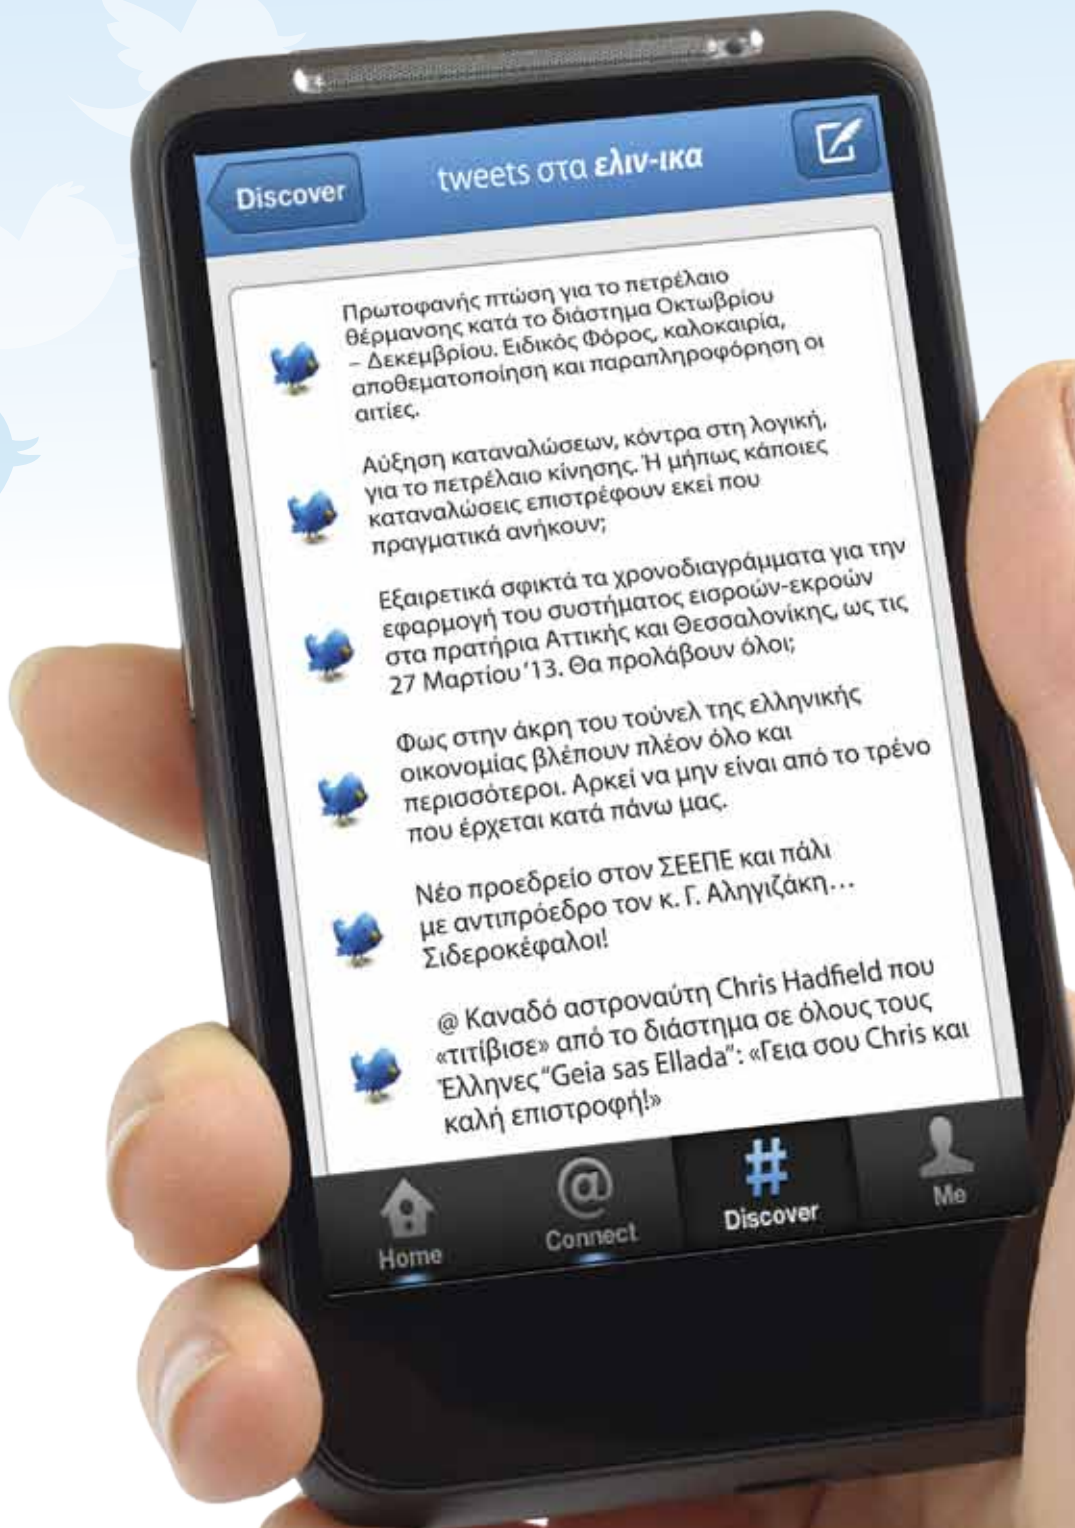 Discover
tweets στα ελιν-ικα
Πρωτοφανής πτώση για το πετρέλαιο
θέρμανσης κατά το διάστημα Οκτωβρίου
– Δεκεμβρίου. Ειδικός Φόρος, καλοκαιρία,
αποθεματοποίηση και παραπληροφόρηση οι
αιτίες.
Αύξηση καταναλώσεων, κόντρα στη λογική,
για το πετρέλαιο κίνησης. Ή μήπως κάποιες
καταναλώσεις επιστρέφουν εκεί που
πραγματικά ανήκουν;
Εξαιρετικά σφικτά τα χρονοδιαγράμματα για την
εφαρμογή του συστήματος εισροών-εκροών
στα πρατήρια Αττικής και Θεσσαλονίκης, ως τις
27 Μαρτίου '13. Θα προλάβουν όλοι;
Φως στην άκρη του τούνελ της ελληνικής
οικονομίας βλέπουν πλέον όλο και
περισσότεροι. Αρκεί να μην είναι από το τρένο
που έρχεται κατά πάνω μας.
Νέο προεδρείο στον ΣΕΕΠΕ και πάλι
με αντιπρόεδρο τον κ. Γ. Αληγιζάκη...
Σιδεροκέφαλοι!
@ Καναδό αστροναύτη Chris Hadfield που
«τιτίβισε» από το διάστημα σε όλους τους
Έλληνες "Geia sas Ellada": «Γεια σου Chris και
καλή επιστροφή!»
Home
@
Connect
#
Discover
Me